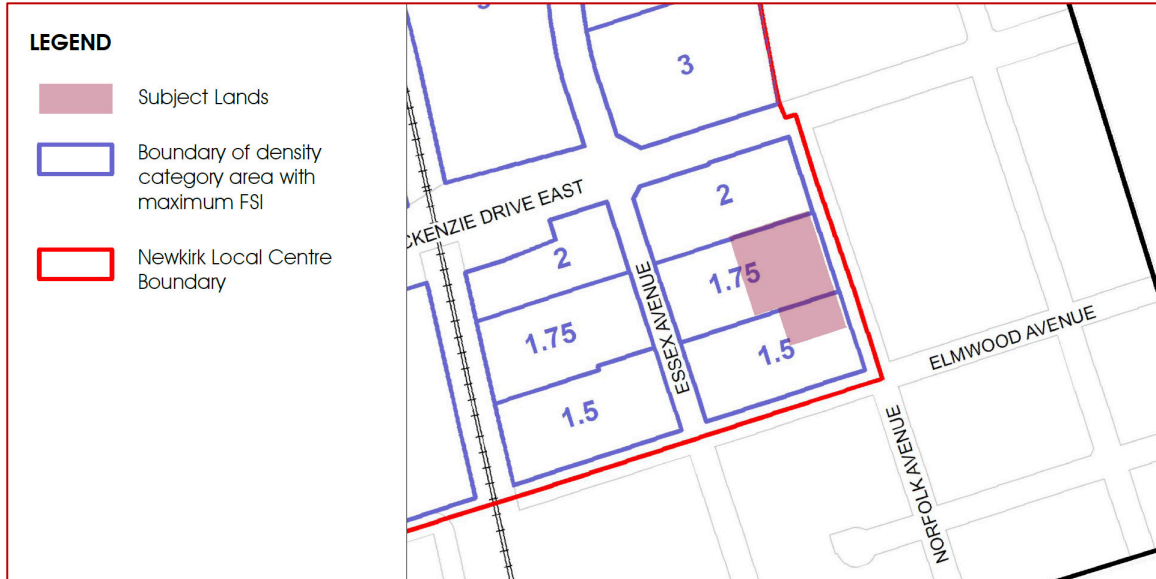 LEGEND
Subject Lands
Boundary of density
category area with
maximum FSI
Newkirk Local Centre
Boundary
3
2
CKENZIE DRIVE EAST
2
1.75
1.75
ESSEX AVENUE
1.5
1.5
ELMWOOD AVENUE
NORFOLK AVENUE